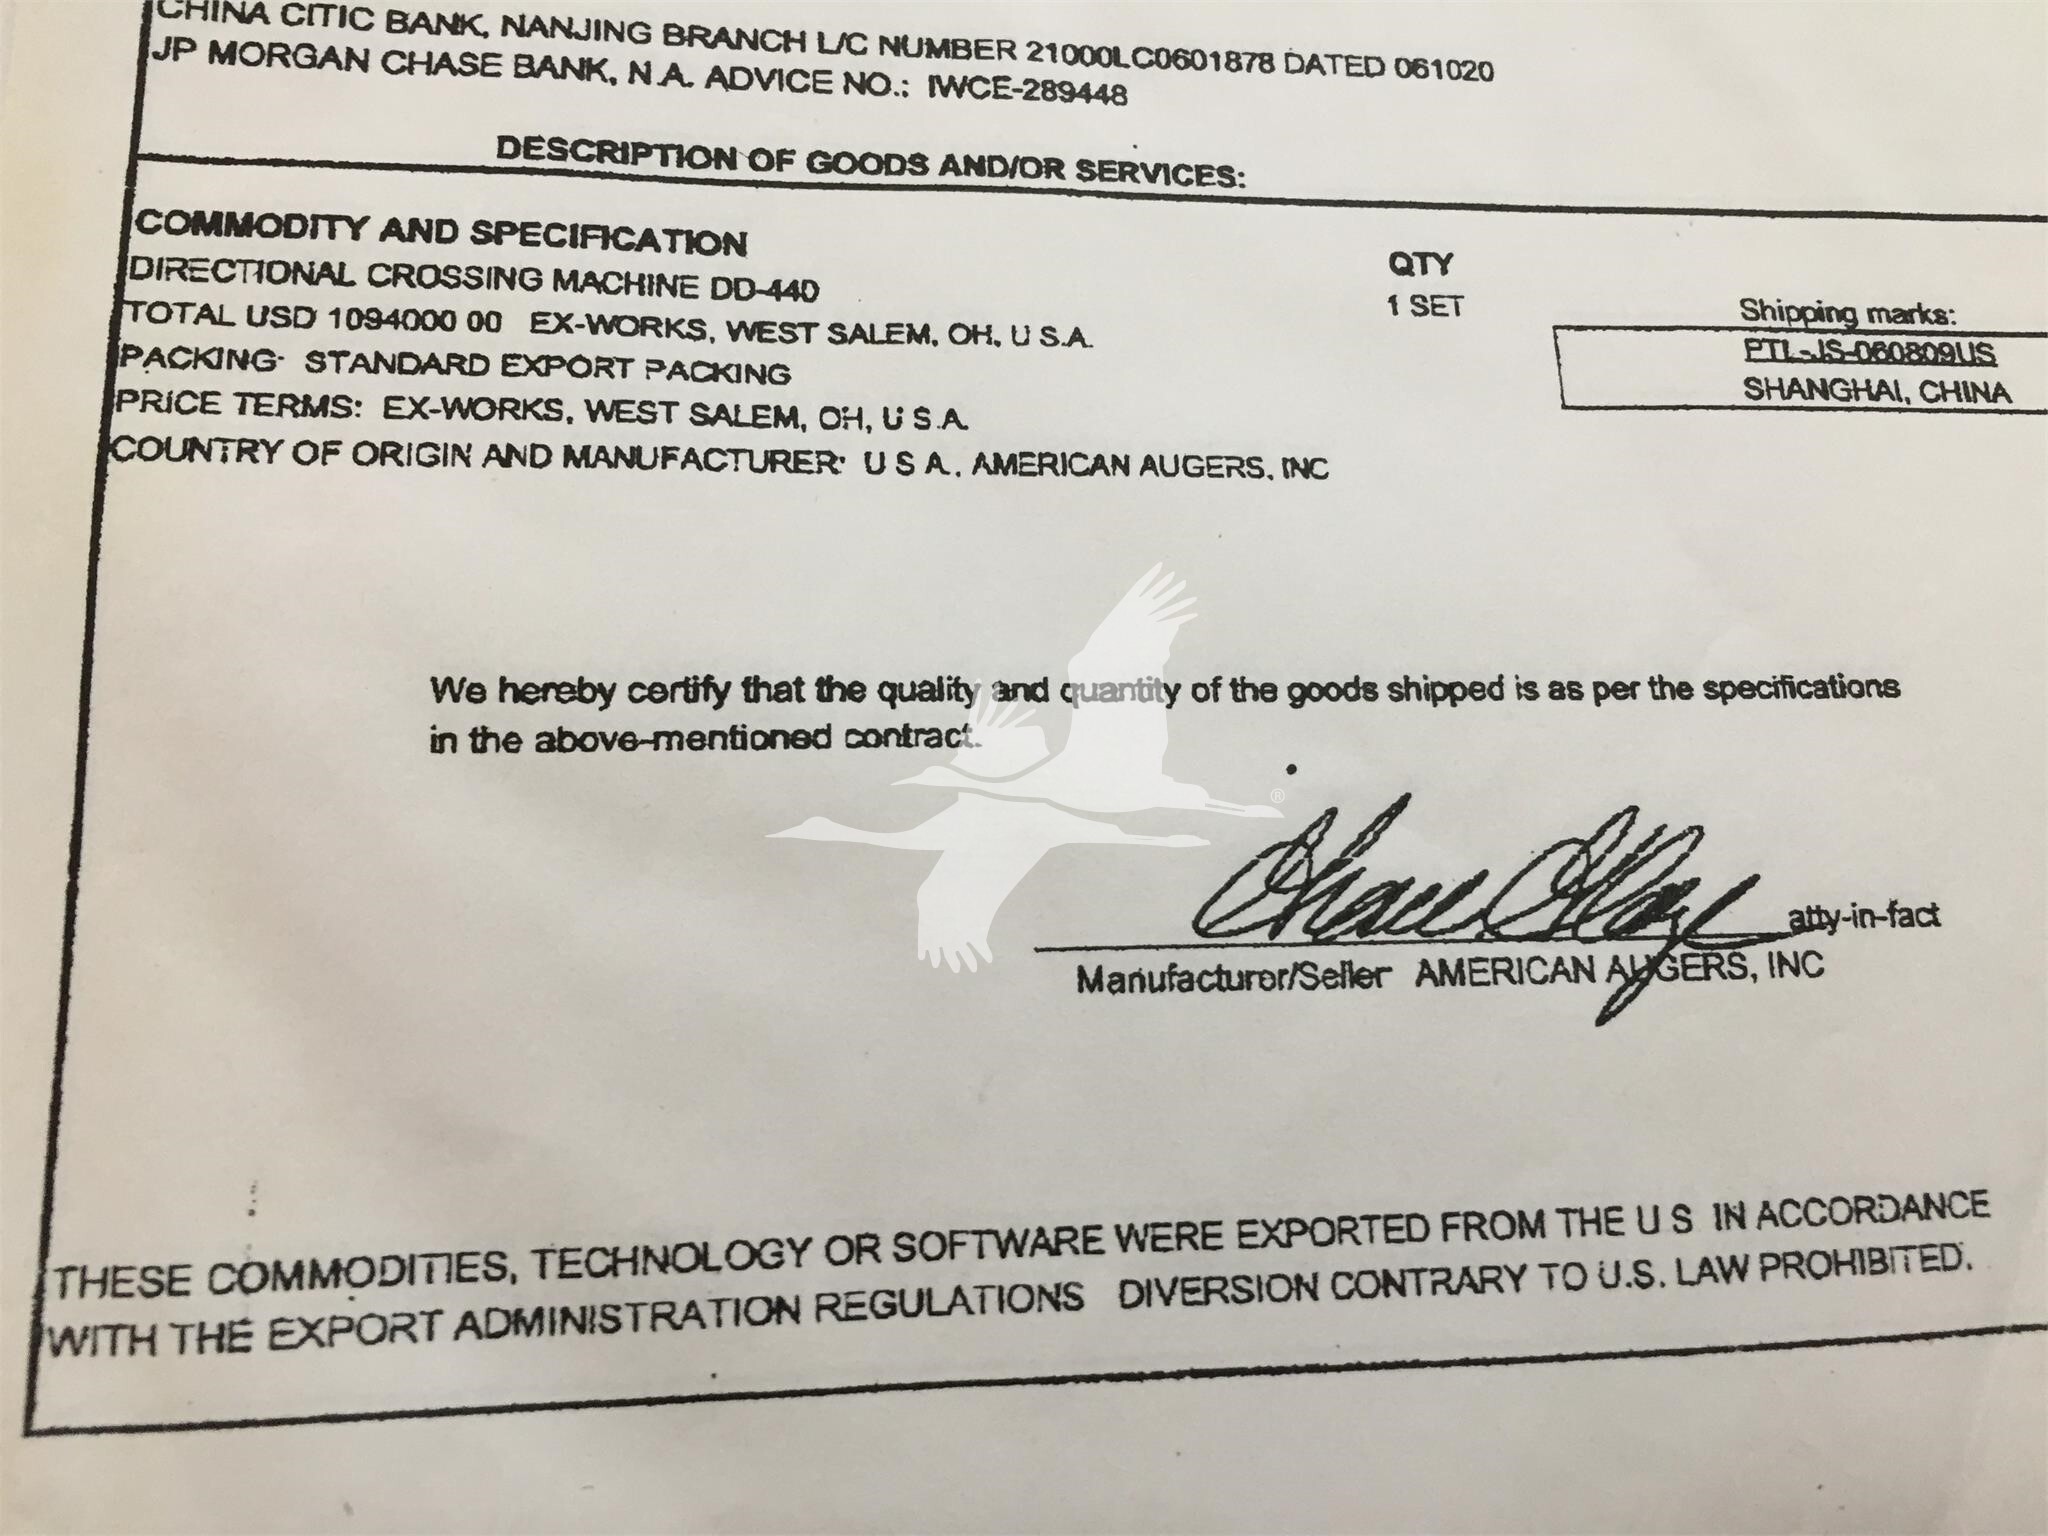 CHINA CITIC BANK, NANJING BRANCH L/C NUMBER 21000LC0601878 DATED 061020
JP MORGAN CHASE BANK, N.A. ADVICE NO.: IWCE-289448
DESCRIPTION OF GOODS AND/OR SERVICES:
COMMODITY AND SPECIFICATION
QTY
DIRECTIONAL CROSSING MACHINE DD-440
1 SET
TOTAL USD 1094000 00 EX-WORKS, WEST SALEM, OH, U S.A.
PACKING: STANDARD EXPORT PACKING
PRICE TERMS: EX-WORKS, WEST SALEM, OH, U S.A.
COUNTRY OF ORIGIN AND MANUFACTURER: U S A, AMERICAN AUGERS, INC
Shipping marks:
PTL-JS-060809US
SHANGHAI, CHINA
We hereby certify that the quality and quantity of the goods shipped is as per the specifications
in the above-mentioned contract.
®
atty-in-fact
Manufacturer/Seller AMERICAN AUGERS, INC
THESE COMMODITIES, TECHNOLOGY OR SOFTWARE WERE EXPORTED FROM THE U S IN ACCORDANCE
WITH THE EXPORT ADMINISTRATION REGULATIONS DIVERSION CONTRARY TO U.S. LAW PROHIBITED.